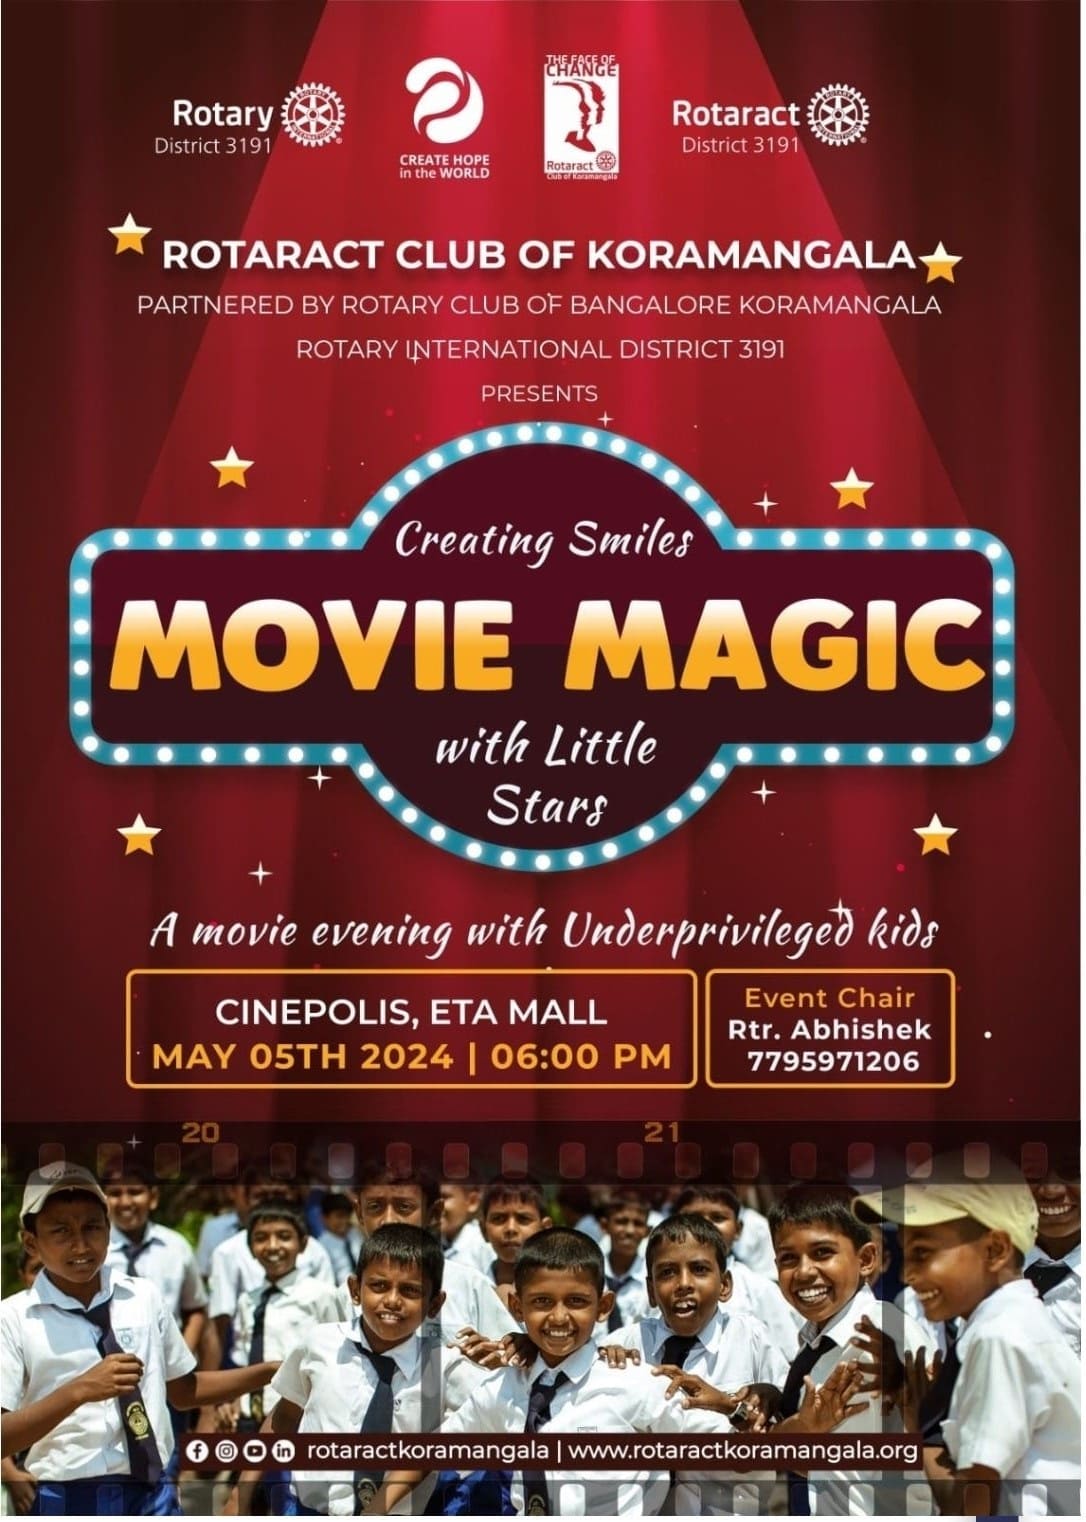 Rotary
District 3191
CREATE HOPE
in the WORLD
THE FACE OF
CHANGE
Rotaract
Club of Koramangala
Rotaract
District 3191
ROTARACT CLUB OF KORAMANGALA
PARTNERED BY ROTARY CLUB OF BANGALORE KORAMANGALA
ROTARY INTERNATIONAL DISTRICT 3191
PRESENTS
Creating Smiles
MOVIE MAGIC
with Little
Stars
A movie evening with Underprivileged kids
CINEPOLIS, ETA MALL
MAY 05TH 2024 | 06:00 PM
Event Chair
Rtr. Abhishek
7795971206
20
21
rotaractkoramangala | www.rotaractkoramangala.org